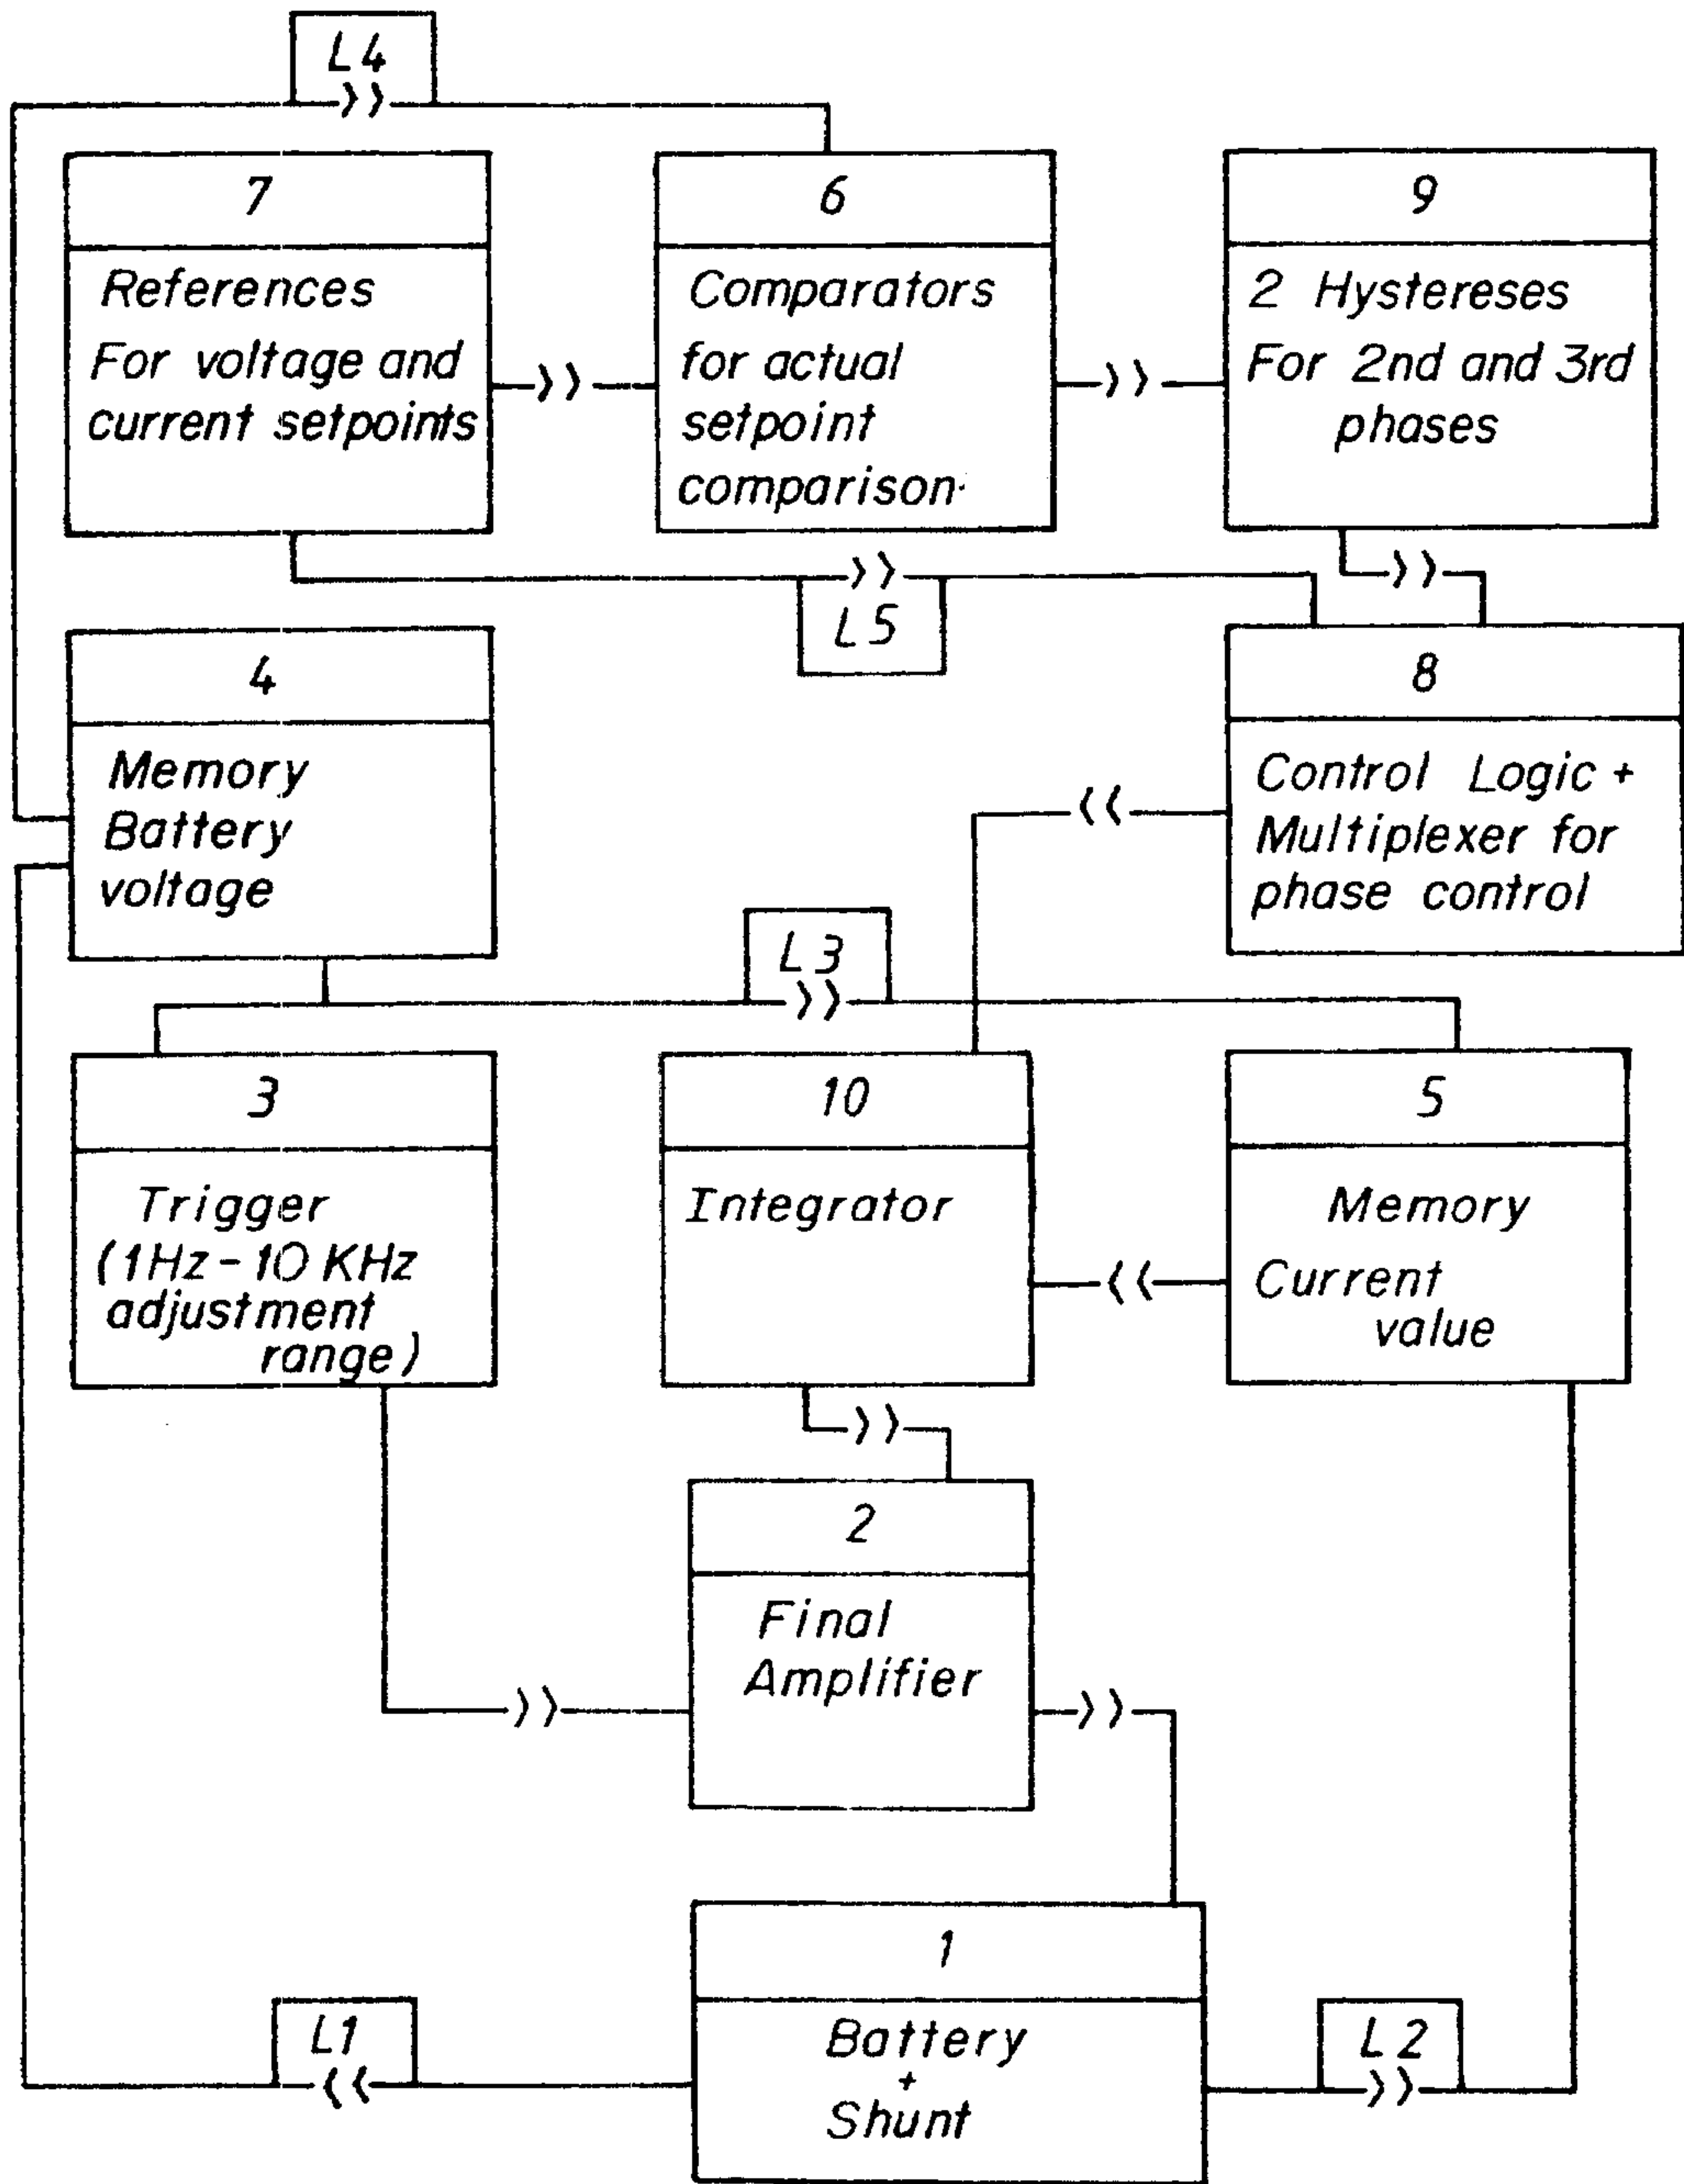 L4
7
References
For voltage and
current setpoints
6
Comparators
for actual
setpoint
comparison
9
2 Hystereses
For 2nd and 3rd
phases
L5
4
Memory
Battery
voltage
8
Control Logic +
Multiplexer for
phase control
L3
3
Trigger
(1Hz-10 KHz
adjustment
range)
10
Integrator
5
Memory
Current
value
2
Final
Amplifier
1
Battery
+
Shunt
L1
L2